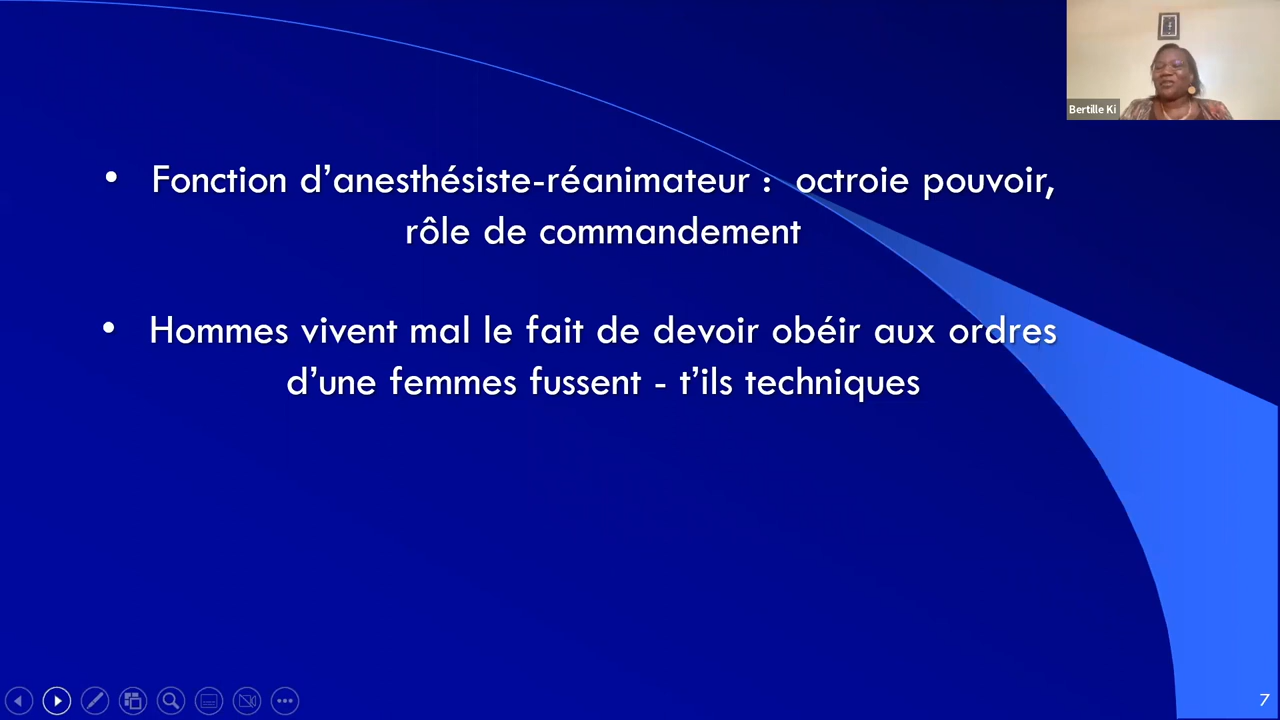 Bertille Ki
• Fonction d’anesthésiste-réanimateur : octroie pouvoir,
rôle de commandement
• Hommes vivent mal le fait de devoir obéir aux ordres
d’une femmes fussent - t’ils techniques
7